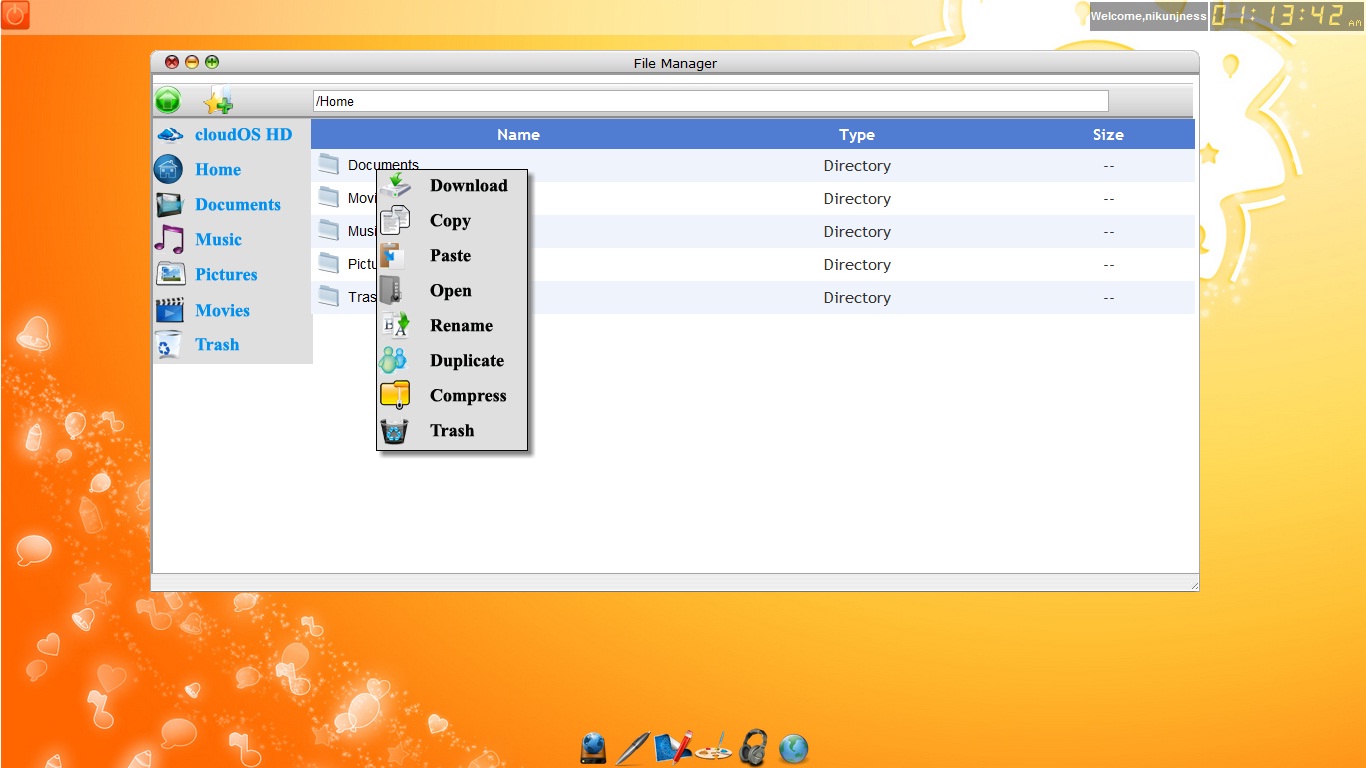 Welcome,nikunjness
01:13:42 AM
File Manager
/Home
cloudOS HD
Home
Documents
Music
Pictures
Movies
Trash
Name Type Size
Documents Directory --
Movi Directory --
Musi Directory --
Pictu Directory --
Tras Directory --
Download
Copy
Paste
Open
Rename
Duplicate
Compress
Trash